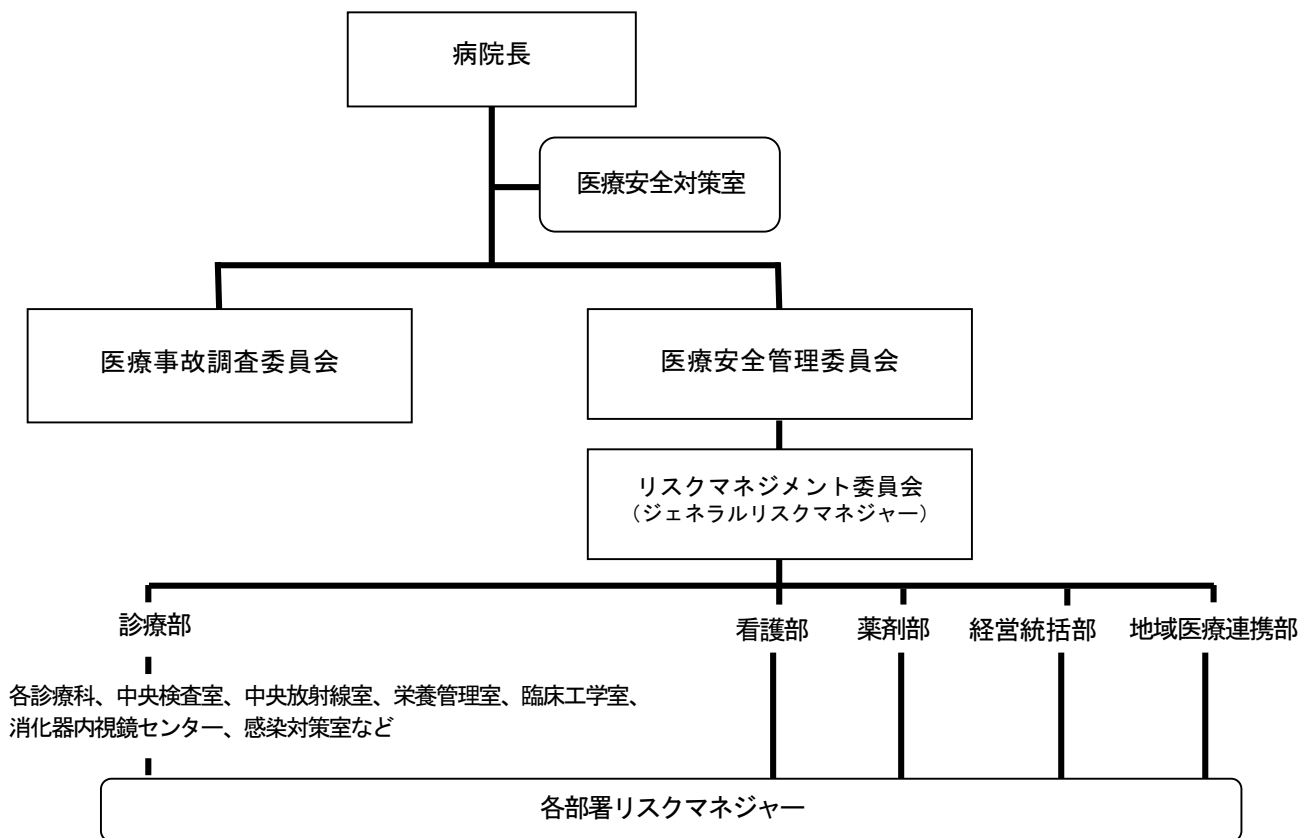 病院長
医療安全対策室
医療事故調査委員会
医療安全管理委員会
リスクマネジメント委員会
（ジェネラルリスクマネジャー）
診療部
看護部
薬剤部
経営統括部
地域医療連携部
各診療科、中央検査室、中央放射線室、栄養管理室、臨床工学室、
消化器内視鏡センター、感染対策室など
各部署リスクマネジャー